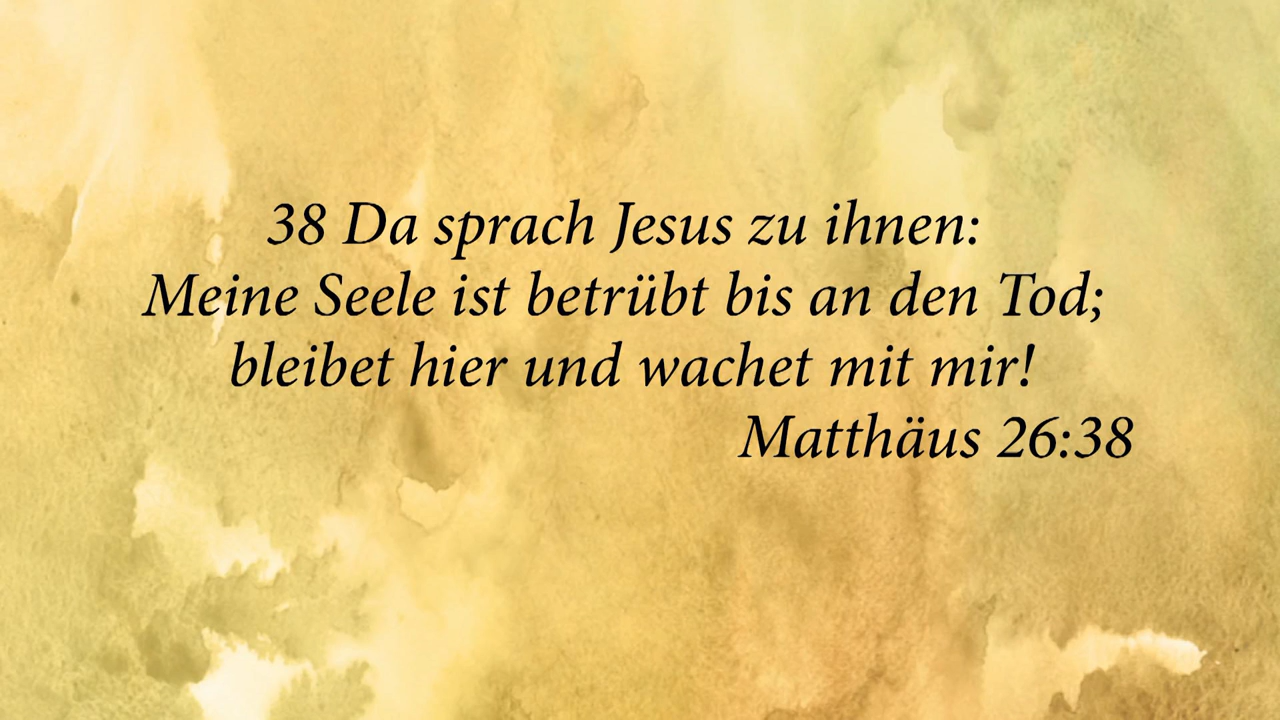 38 Da sprach Jesus zu ihnen:
Meine Seele ist betrübt bis an den Tod;
bleibet hier und wachet mit mir!
Matthäus 26:38